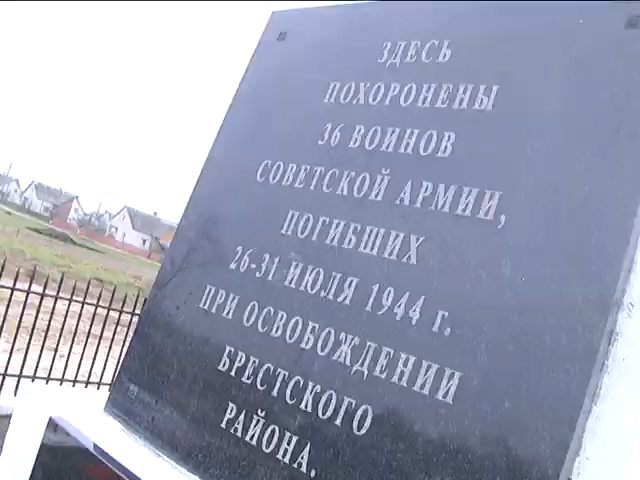 ЗДЕСЬ
ПОХОРОНЕНЫ
36 ВОИНОВ
СОВЕТСКОЙ АРМИИ,
ПОГИБШИХ
26-31 ИЮЛЯ 1944 г.
ПРИ ОСВОБОЖДЕНИИ
БРЕСТСКОГО
РАЙОНА.